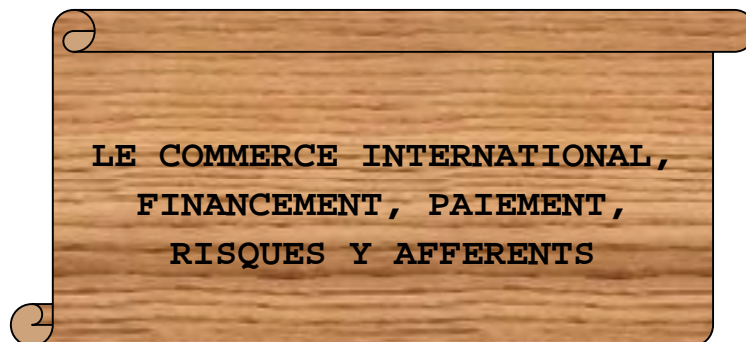 LE COMMERCE INTERNATIONAL,
FINANCEMENT, PAIEMENT,
RISQUES Y AFFERENTS